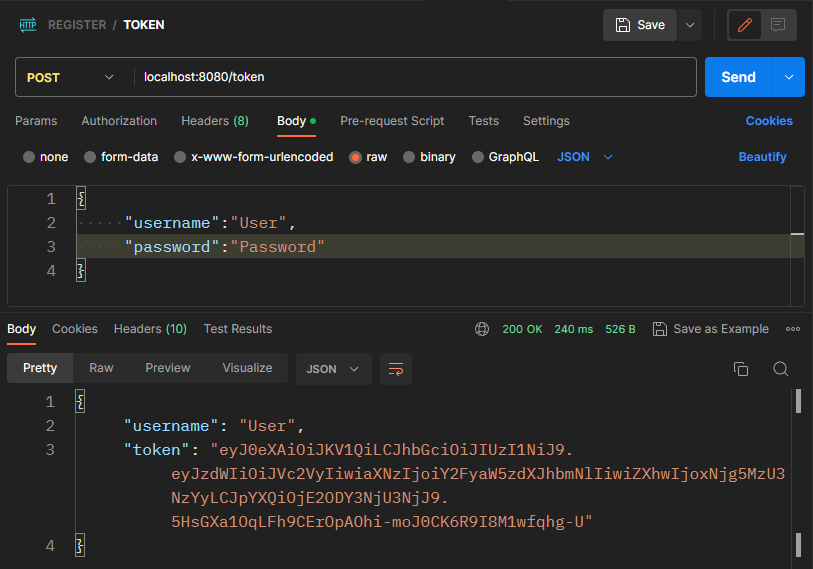 HTTP REGISTER / TOKEN Save
POST localhost:8080/token Send
Params Authorization Headers (8) Body Pre-request Script Tests Settings Cookies
none form-data x-www-form-urlencoded raw binary GraphQL JSON Beautify
1 {
2 "username":"User",
3 "password":"Password"
4 }
Body Cookies Headers (10) Test Results 200 OK 240 ms 526 B Save as Example
Pretty Raw Preview Visualize JSON
1 {
2 "username": "User",
3 "token": "eyJ0eXAiOiJKV1QiLCJhbGciOiJIUzI1NiJ9.
eyJzdWIiOiJVc2VyIiwiaXNzIjoiY2FyaW5zdXJhbmNlIiwiZXhwIjoxNjg5MzU3
NzYyLCJpYXQiOjE2ODY3NjU3NjJ9.
5HsGXa1OqLFh9CErOpAOhi-moJ0CK6R9I8M1wfqhg-U"
4 }